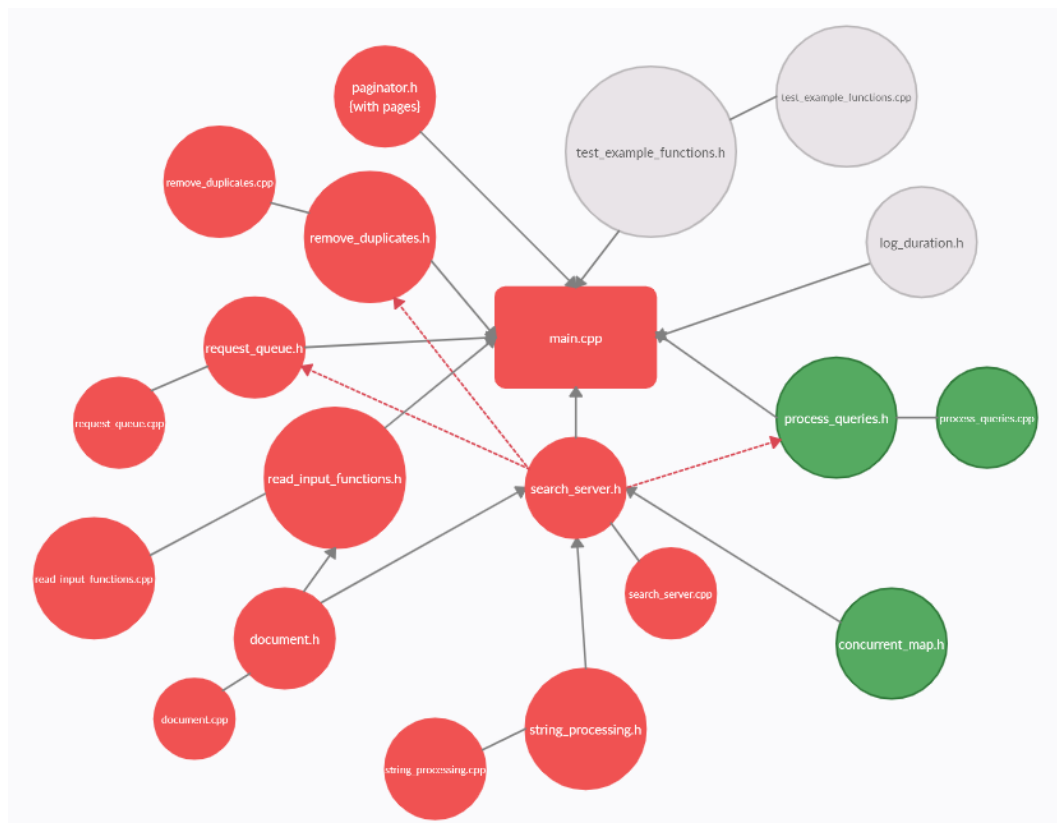 paginator.h
(with pages)
test_example_functions.cpp
test_example_functions.h
remove_duplicates.cpp
remove_duplicates.h
log_duration.h
main.cpp
request_queue.h
request_queue.cpp
process_queries.h
process_queries.cpp
read_input_functions.h
search_server.h
read_input_functions.cpp
search_server.cpp
document.h
concurrent_map.h
document.cpp
string_processing.h
string_processing.cpp